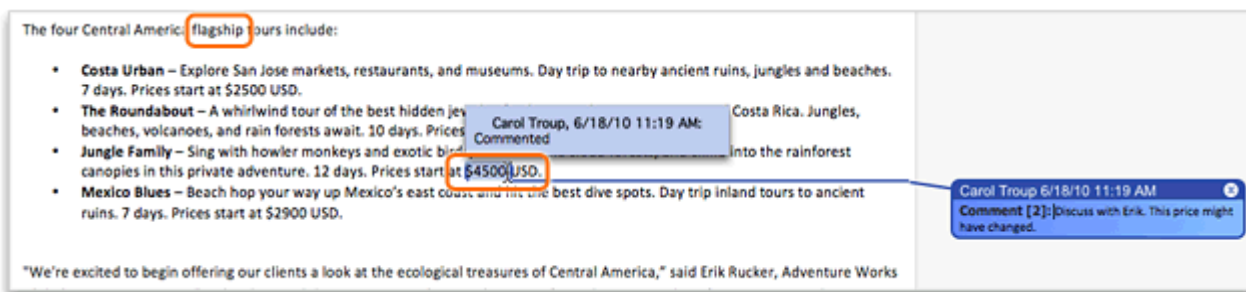 The four Central America flagship tours include:
• Costa Urban – Explore San Jose markets, restaurants, and museums. Day trip to nearby ancient ruins, jungles and beaches.
7 days. Prices start at $2500 USD.
• The Roundabout – A whirlwind tour of the best hidden Costa Rica. Jungles,
beaches, volcanoes, and rain forests await. 10 days. Prices
Carol Troup, 6/18/10 11:19 AM:
Commented
• Jungle Family – Sing with howler monkeys and exotic into the rainforest
canopies in this private adventure. 12 days. Prices start at $4500 USD.
• Mexico Blues – Beach hop your way up Mexico's east coast and hit the best dive spots. Day trip inland tours to ancient
ruins. 7 days. Prices start at $2900 USD.
Carol Troup 6/18/10 11:19 AM
Comment [2]: Discuss with Erik. This price might
have changed.
"We're excited to begin offering our clients a look at the ecological treasures of Central America," said Erik Rucker, Adventure Works